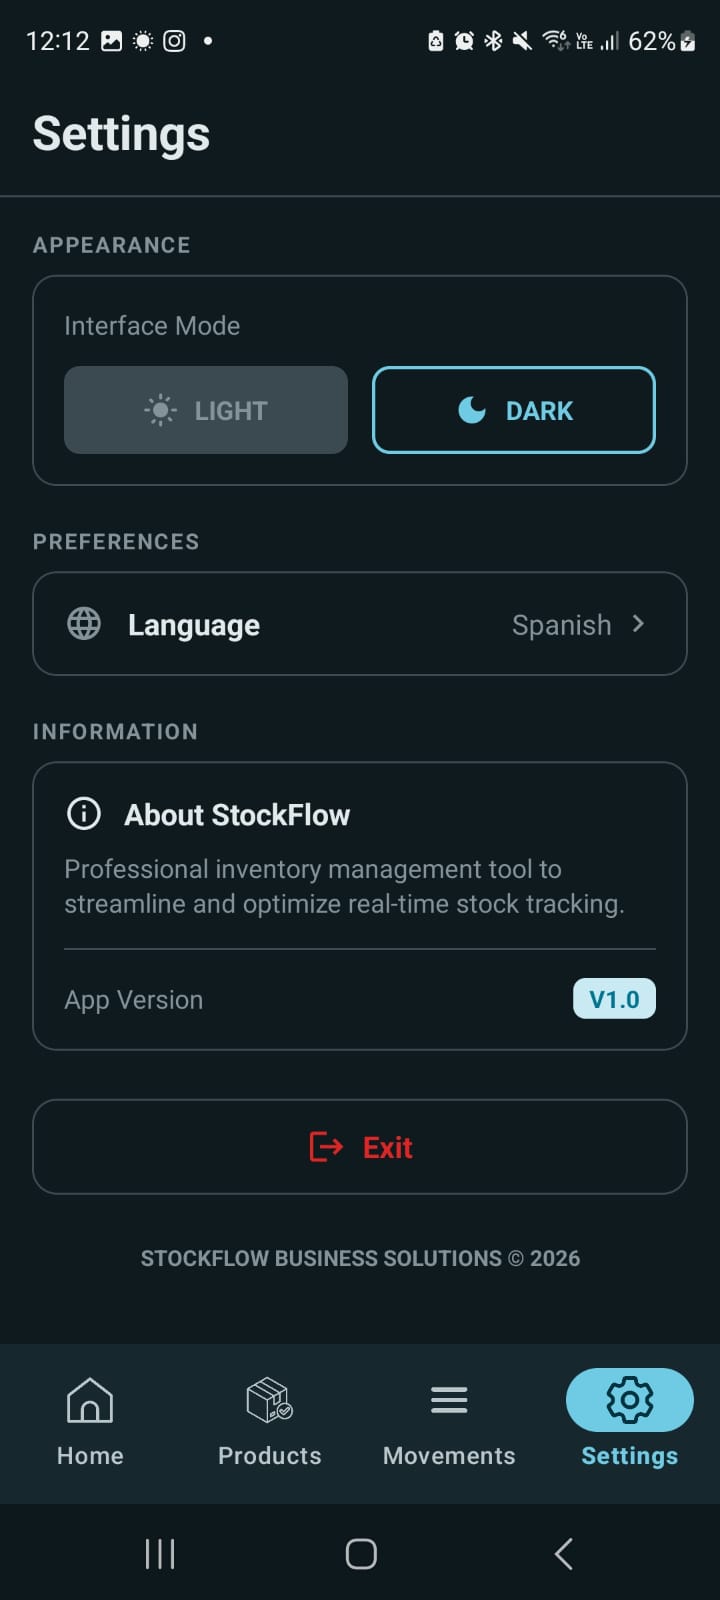 12:12
Vo LTE 62%
Settings
APPEARANCE
Interface Mode
LIGHT
DARK
PREFERENCES
Language
Spanish
INFORMATION
About StockFlow
Professional inventory management tool to
streamline and optimize real-time stock tracking.
App Version
V1.0
Exit
STOCKFLOW BUSINESS SOLUTIONS © 2026
Home
Products
Movements
Settings